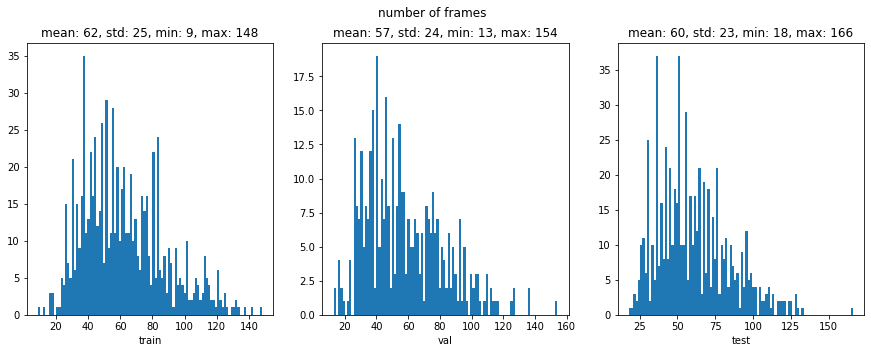 number of frames
mean: 62, std: 25, min: 9, max: 148
35
30
25
20
15
10
5
0
20 40 60 80 100 120 140
train
mean: 57, std: 24, min: 13, max: 154
17.5
15.0
12.5
10.0
7.5
5.0
2.5
0.0
20 40 60 80 100 120 140 160
val
mean: 60, std: 23, min: 18, max: 166
35
30
25
20
15
10
5
0
25 50 75 100 125 150
test